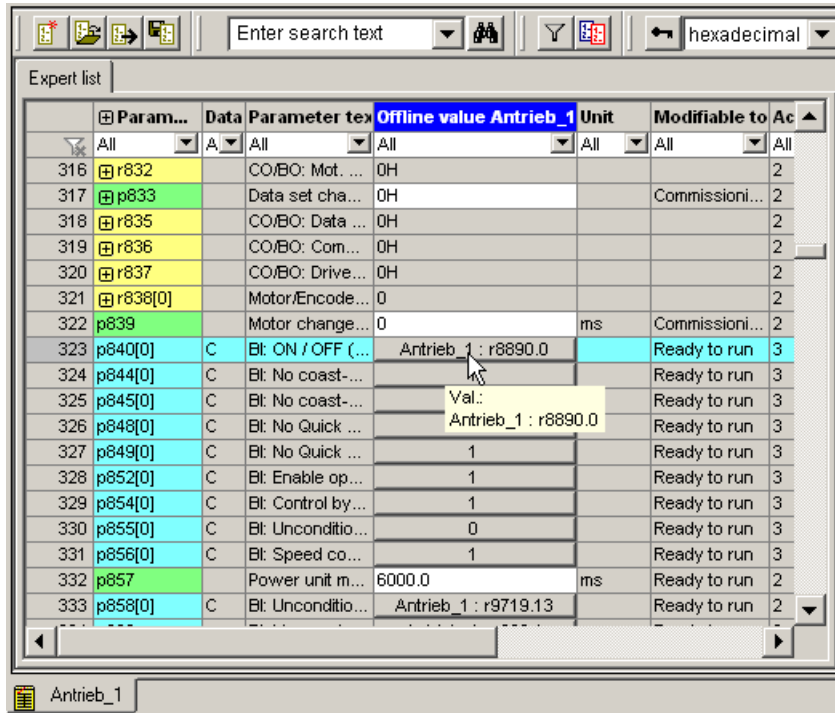 Enter search text hexadecimal
Expert list
Param... Data Parameter tex Offline value Antrieb_1 Unit Modifiable to Ac
All A All All All All All
316 r832 CO/BO: Mot. ... 0H 2
317 p833 Data set cha... 0H Commissioni... 2
318 r835 CO/BO: Data ... 0H 2
319 r836 CO/BO: Com... 0H 2
320 r837 CO/BO: Drive... 0H 2
321 r838[0] Motor/Encode... 0 2
322 p839 Motor change... 0 ms Commissioni... 2
323 p840[0] C BI: ON / OFF (... Antrieb_1 : r8890.0 Ready to run 3
324 p844[0] C BI: No coast-... Ready to run 3
325 p845[0] C BI: No coast-... Ready to run 3
Val.:
Antrieb_1 : r8890.0
326 p848[0] C BI: No Quick ... Ready to run 3
327 p849[0] C BI: No Quick ... 1 Ready to run 3
328 p852[0] C BI: Enable op... 1 Ready to run 3
329 p854[0] C BI: Control by... 1 Ready to run 3
330 p855[0] C BI: Unconditio... 0 Ready to run 3
331 p856[0] C BI: Speed co... 1 Ready to run 3
332 p857 Power unit m... 6000.0 ms Ready to run 2
333 p858[0] C BI: Unconditio... Antrieb_1 : r9719.13 Ready to run 2
Antrieb_1